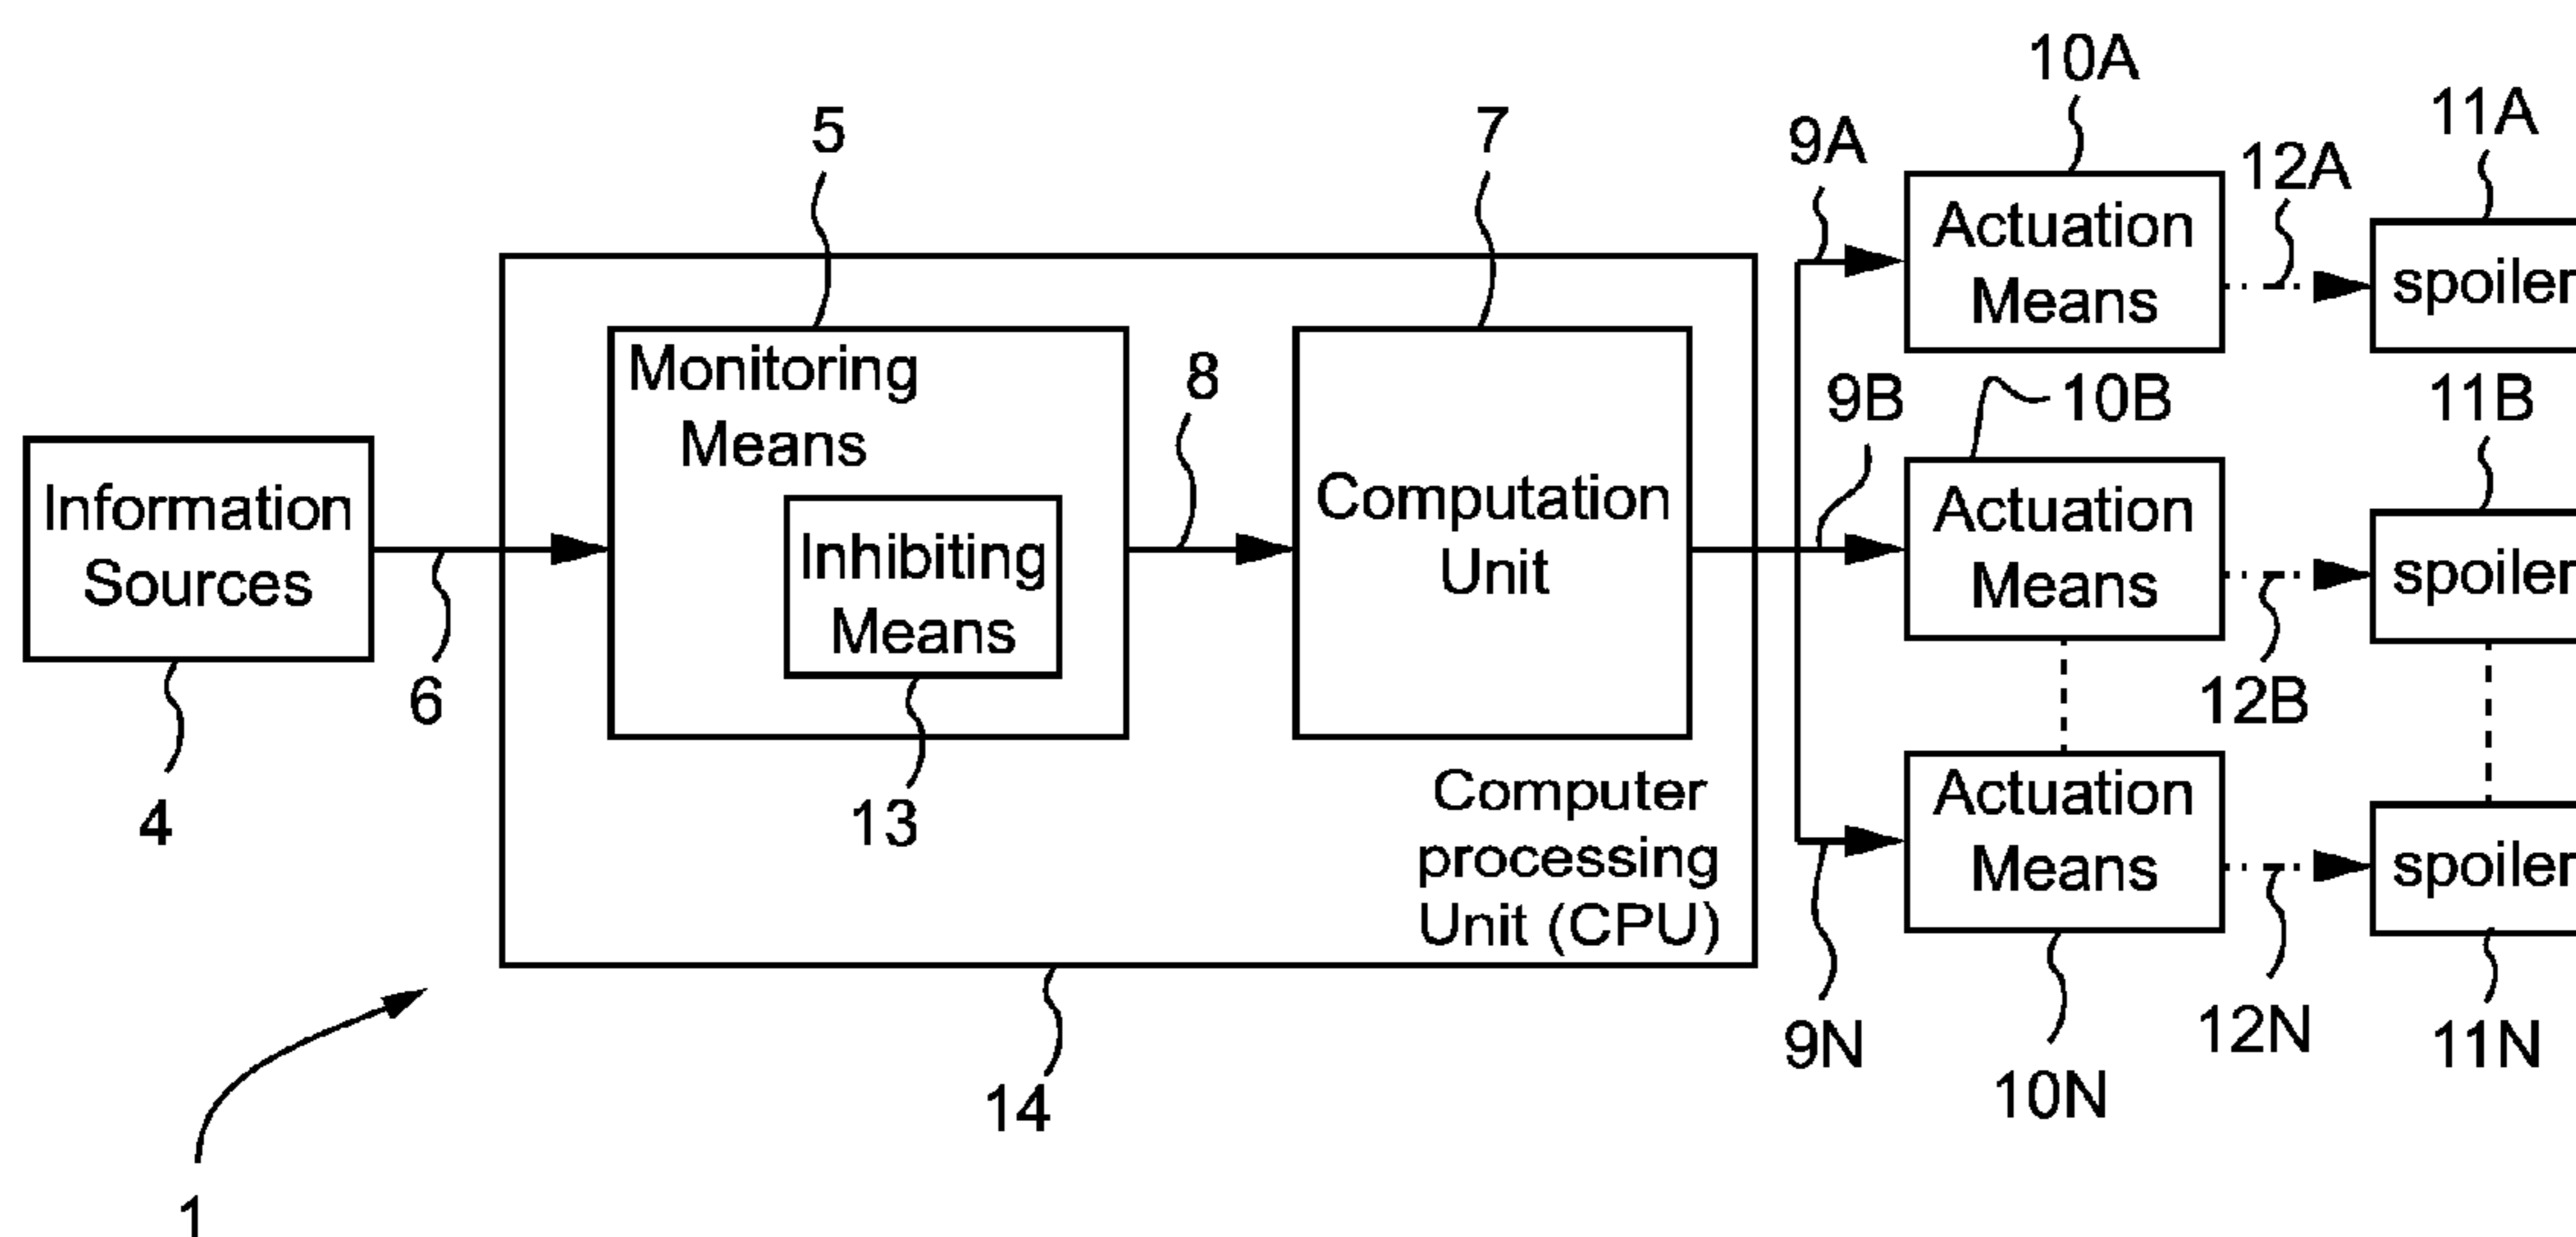 10A
11A
5
7
9A
12A
Actuation
Means
spoiler
Monitoring
Means
8
9B
10B
11B
Information
Sources
Inhibiting
Means
Computation
Unit
Actuation
Means
spoiler
6
12B
4
13
Computer
processing
Unit (CPU)
Actuation
Means
spoiler
9N
12N
11N
14
10N
1